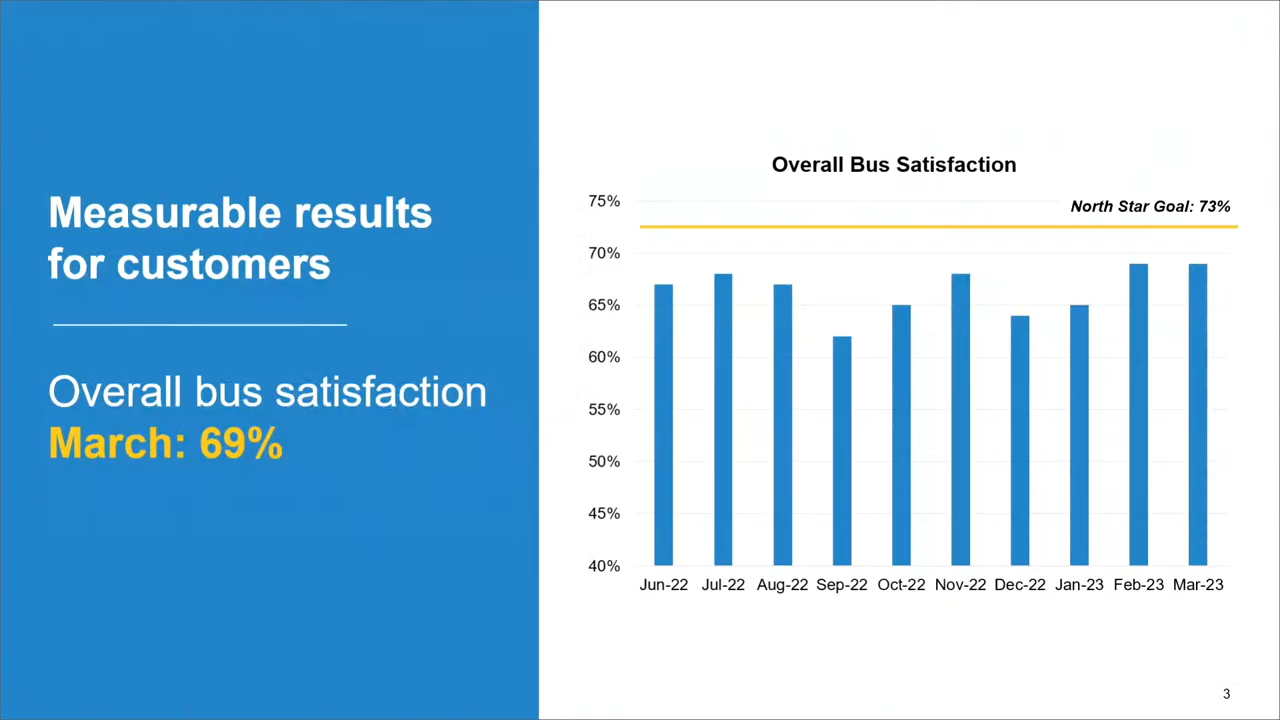 Measurable results
for customers
Overall bus satisfaction
March: 69%
Overall Bus Satisfaction
North Star Goal: 73%
75%
70%
65%
60%
55%
50%
45%
40%
Jun-22 Jul-22 Aug-22 Sep-22 Oct-22 Nov-22 Dec-22 Jan-23 Feb-23 Mar-23
3